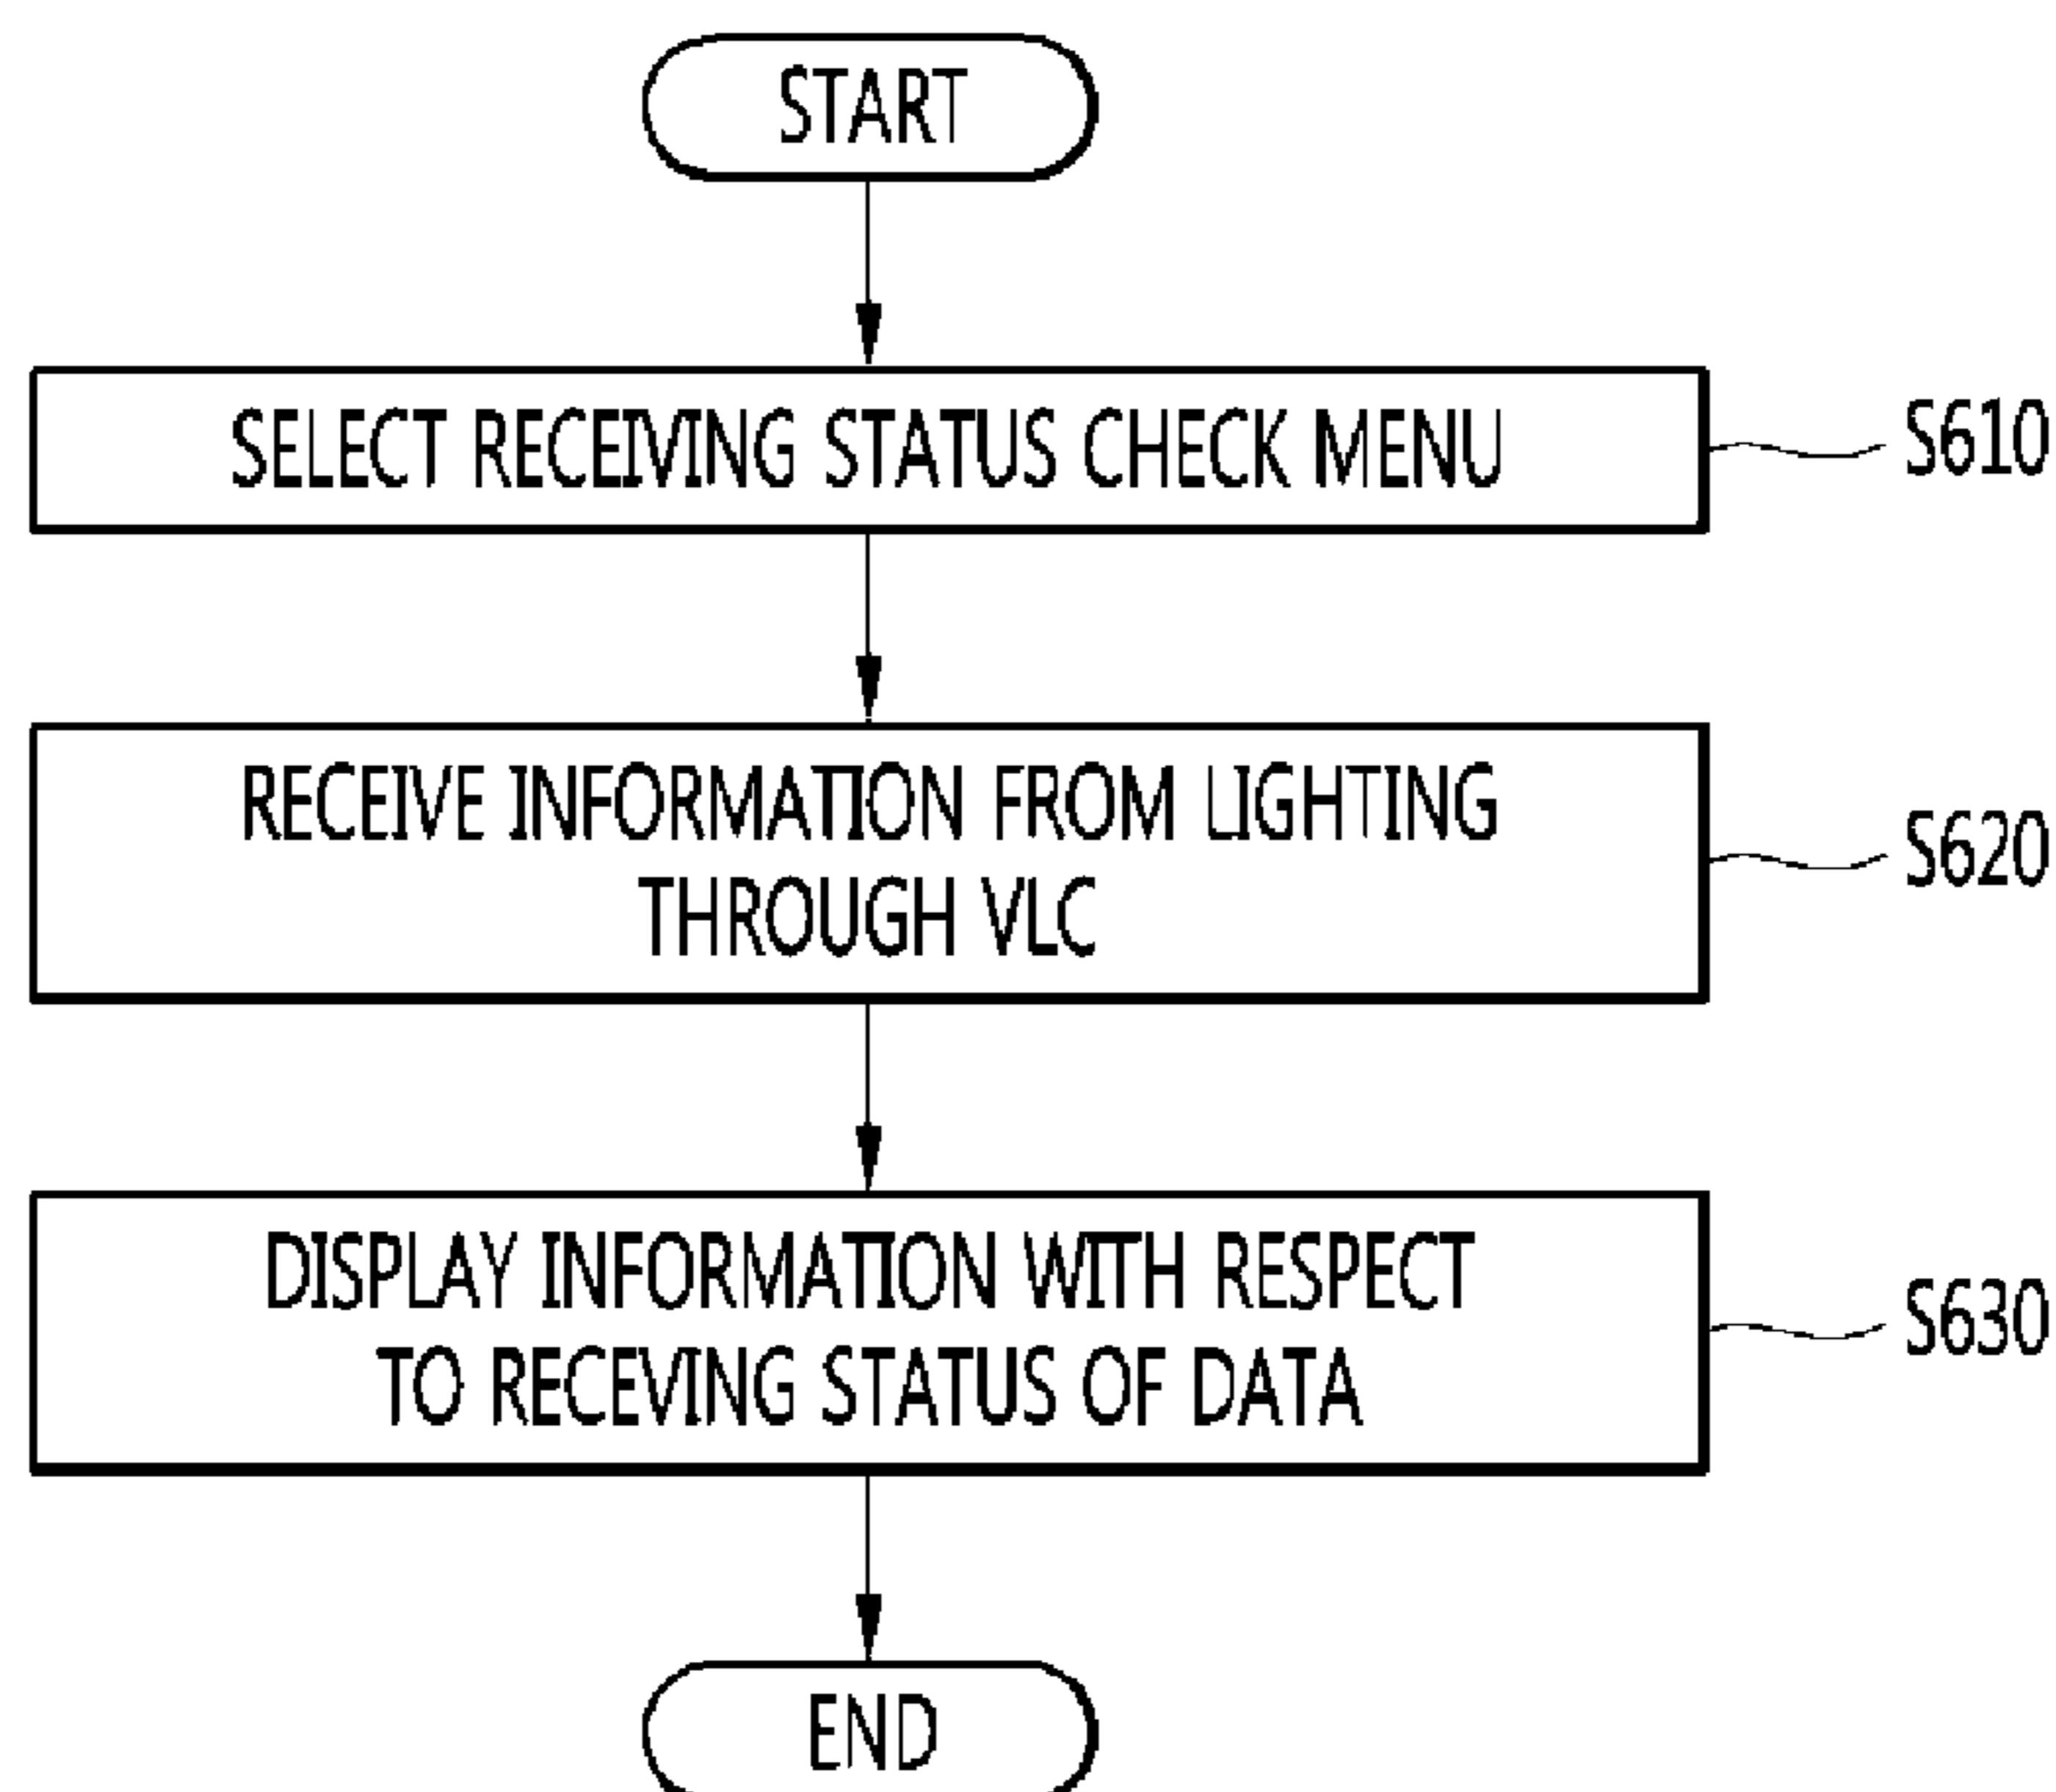 START
SELECT RECEIVING STATUS CHECK MENU
S610
RECEIVE INFORMATION FROM LIGHTING
THROUGH VLC
S620
DISPLAY INFORMATION WITH RESPECT
TO RECEVING STATUS OF DATA
S630
END